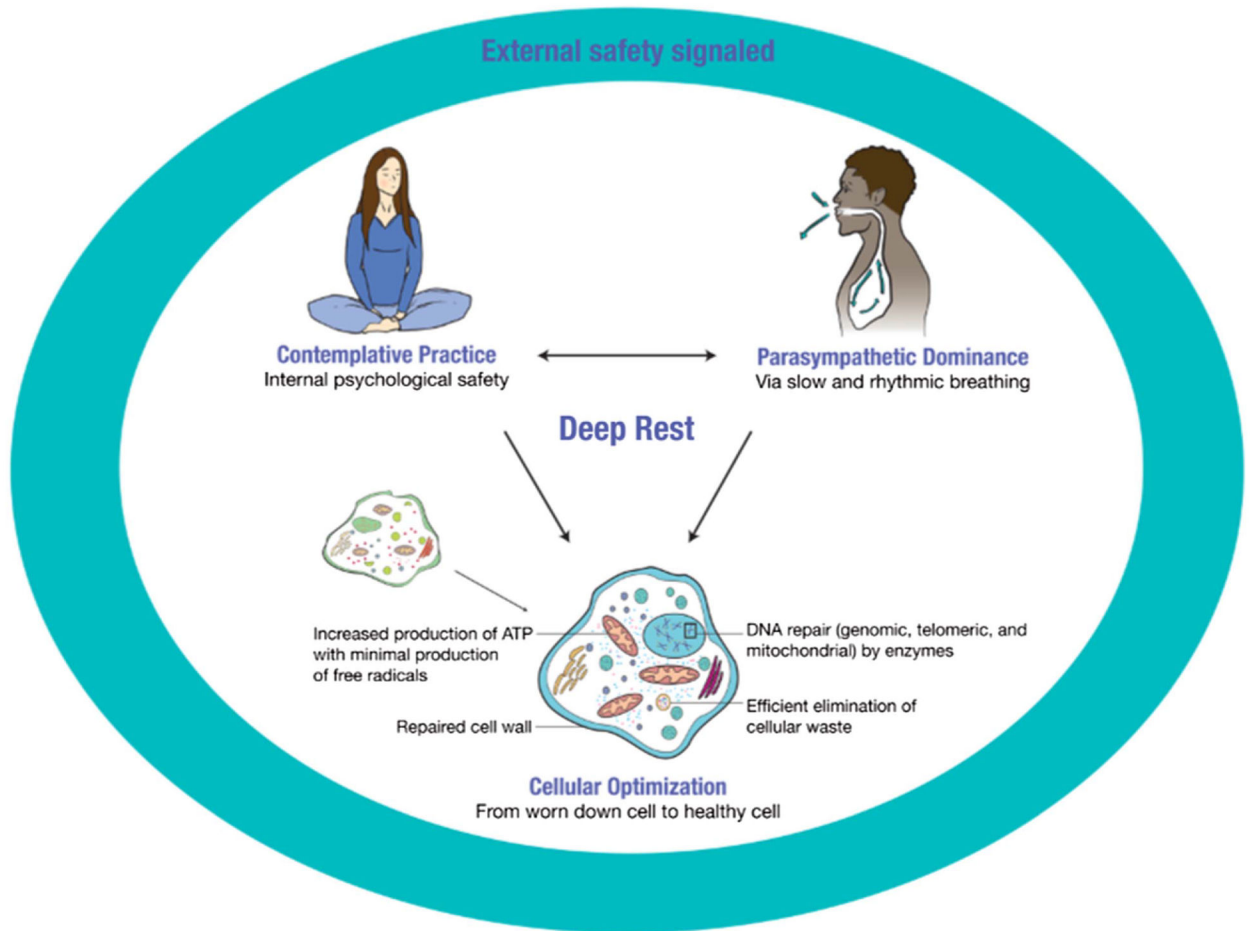 External safety signaled
Contemplative Practice
Internal psychological safety
Parasympathetic Dominance
Via slow and rhythmic breathing
Deep Rest
Increased production of ATP
with minimal production
of free radicals
Repaired cell wall
DNA repair (genomic, telomeric, and
mitochondrial) by enzymes
Efficient elimination of
cellular waste
Cellular Optimization
From worn down cell to healthy cell